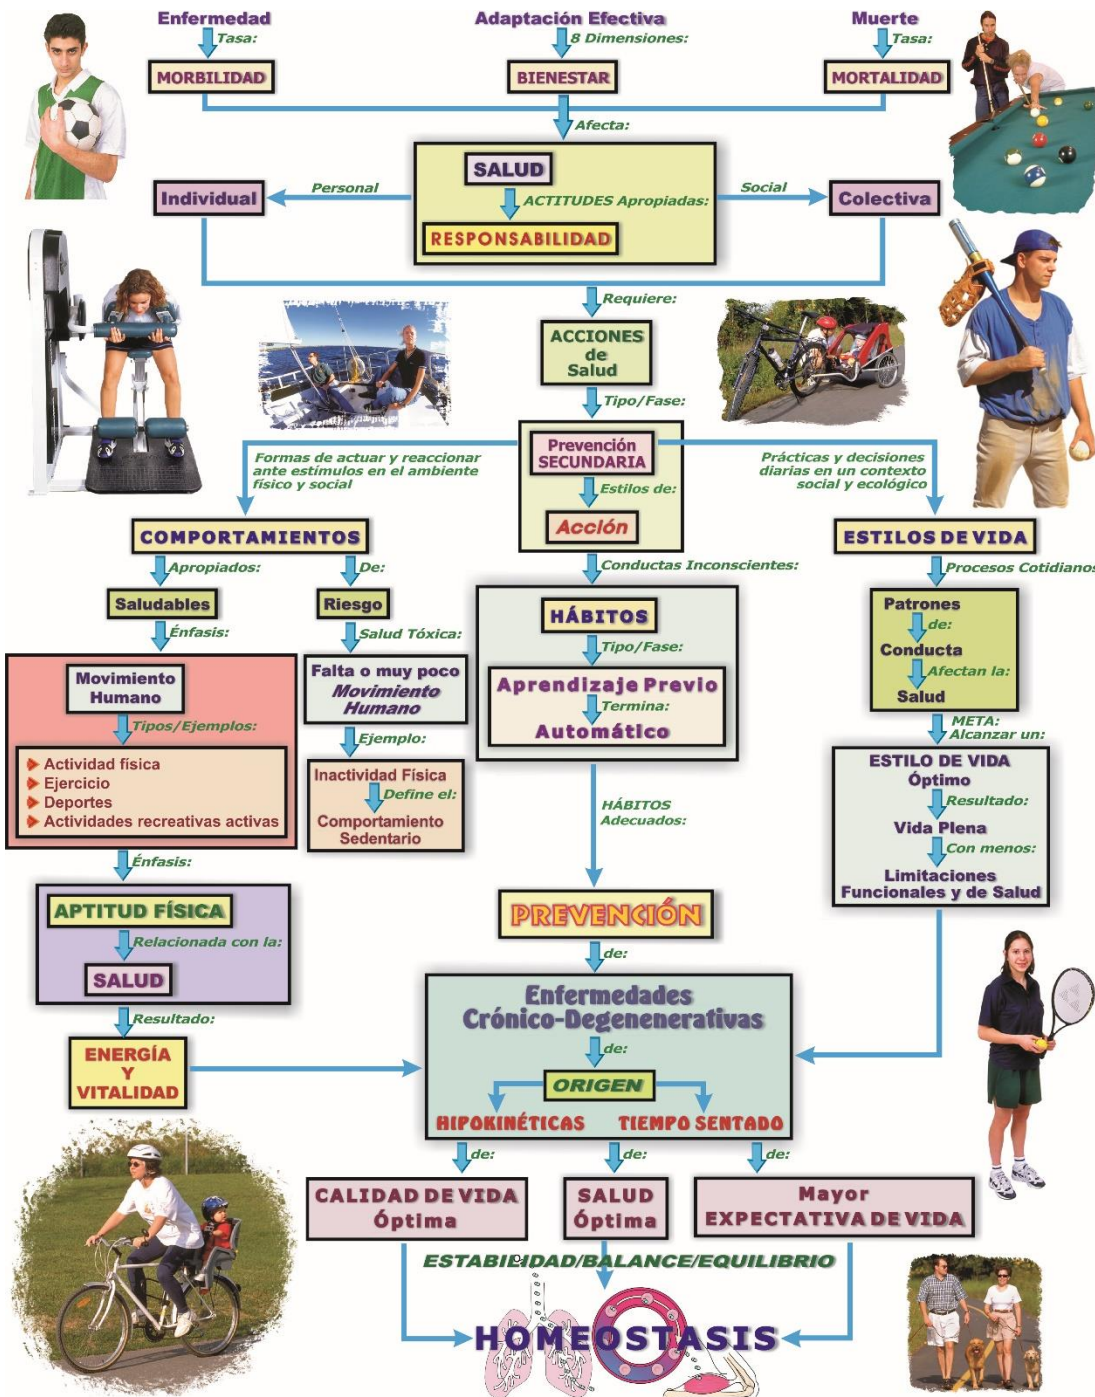 Enfermedad
Adaptación Efectiva
Muerte
Tasa:
8 Dimensiones:
Tasa:
MORBILIDAD
BIENESTAR
MORTALIDAD
Afecta:
SALUD
Personal
Social
Individual
ACTITUDES Apropiadas:
Colectiva
RESPONSABILIDAD
Requiere:
ACCIONES
de
Salud
Tipo/Fase:
Formas de actuar y reaccionar
ante estímulos en el ambiente
físico y social
Prevención
SECUNDARIA
Estilos de:
Acción
Prácticas y decisiones
diarias en un contexto
social y ecológico
COMPORTAMIENTOS
ESTILOS DE VIDA
Apropiados:
De:
Conductas Inconscientes:
Procesos Cotidianos:
Saludables
Riesgo
Énfasis:
Salud Tóxica:
Movimiento
Humano
Tipos/Ejemplos:
Actividad física
Ejercicio
Deportes
Actividades recreativas activas
Falta o muy poco
Movimiento
Humano
Ejemplo:
Inactividad Física
Define el:
Comportamiento
Sedentario
HÁBITOS
Tipo/Fase:
Aprendizaje Previo
Termina:
Automático
HÁBITOS
Adecuados:
Patrones
de:
Conducta
Afectan la:
Salud
META:
Alcanzar un:
ESTILO DE VIDA
Óptimo
Resultado:
Vida Plena
Con menos:
Limitaciones
Funcionales y de Salud
Énfasis:
APTITUD FÍSICA
Relacionada con la:
SALUD
Resultado:
ENERGÍA
Y
VITALIDAD
PREVENCIÓN
de:
Enfermedades
Crónico-Degenenerativas
de:
ORIGEN
HIPOKINÉTICAS
TIEMPO SENTADO
de:
de:
de:
CALIDAD DE VIDA
Óptima
SALUD
Óptima
Mayor
EXPECTATIVA DE VIDA
ESTABILIDAD/BALANCE/EQUILIBRIO
HOMEOSTASIS